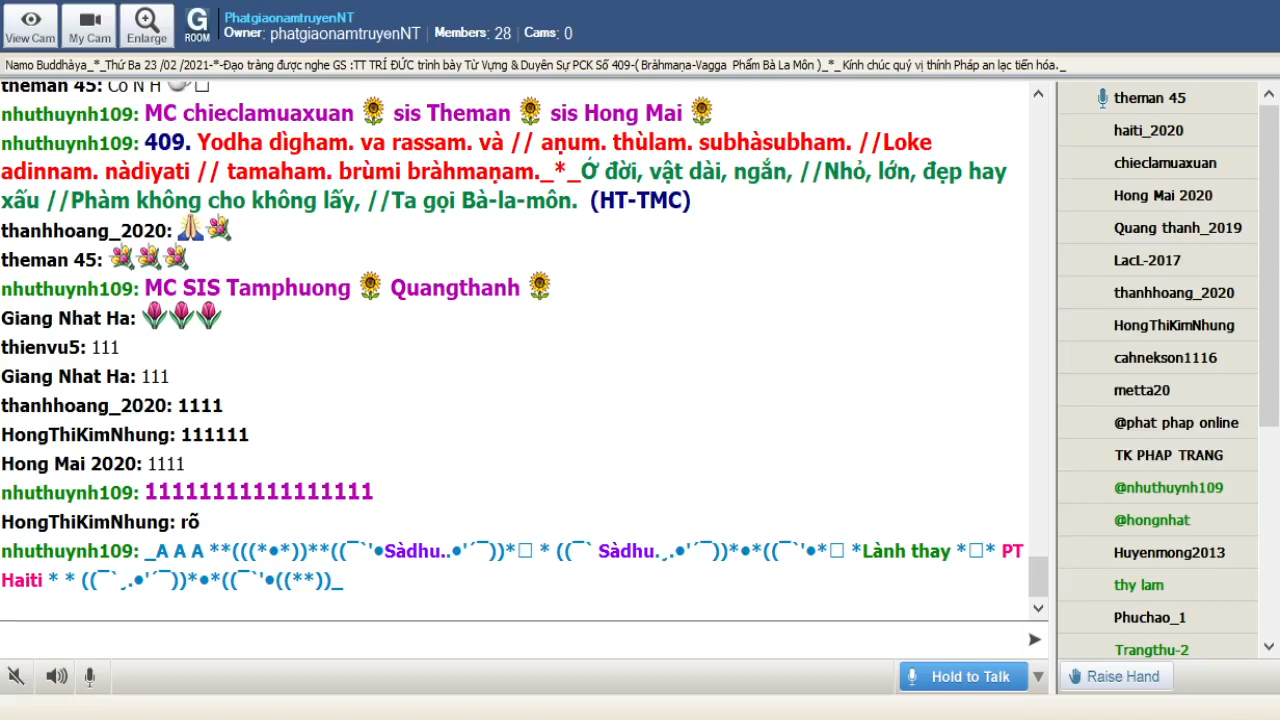 View Cam
My Cam
Enlarge
G
ROOM
PhatgiaonamtruyenNT
Owner: phatgiaonamtruyenNT
Members: 28
Cams: 0
Namo Buddhàya_*_Thứ Ba 23 /02 /2021-*-Đạo tràng được nghe GS :TT TRÍ ĐỨC trình bày Từ Vựng & Duyên Sự PCK Số 409-( Bràhmaṇa-Vagga Phẩm Bà La Môn )_*_ Kính chúc quý vị thính Pháp an lạc tiến hóa._
theman 45: Co N H
nhuthuynh109: MC chieclamuaxuan 🌻 sis Theman 🌻 sis Hong Mai 🌻
nhuthuynh109: 409. Yodha dìgham. va rassam. và // aṇum. thùlam. subhàsubham. //Loke
adinnam. nàdiyati // tamaham. brùmi bràhmaṇam._*_Ở đời, vật dài, ngắn, //Nhỏ, lớn, đẹp hay
xấu //Phàm không cho không lấy, //Ta gọi Bà-la-môn. (HT-TMC)
thanhhoang_2020:
theman 45:
nhuthuynh109: MC SIS Tamphuong 🌻 Quangthanh 🌻
Giang Nhat Ha: 🌷🌷🌷
thienvu5: 111
Giang Nhat Ha: 111
thanhhoang_2020: 1111
HongThiKimNhung: 111111
Hong Mai 2020: 1111
nhuthuynh109: 11111111111111111
HongThiKimNhung: rõ
nhuthuynh109: _A A A **(((*•*))**((¯`'•Sàdhu..•'´¯))*□ * ((¯` Sàdhu.¸.•'´¯))*•*((¯`'•*□ *Lành thay *□* PT
Haiti * * ((¯`¸.•'´¯))*•*((¯`'•((**))_
Hold to Talk
theman 45
haiti_2020
chieclamuaxuan
Hong Mai 2020
Quang thanh_2019
LacL-2017
thanhhoang_2020
HongThiKimNhung
cahnekson1116
metta20
@phat phap online
TK PHAP TRANG
@nhuthuynh109
@hongnhat
Huyenmong2013
thy lam
Phuchao_1
Trangthu-2
Raise Hand